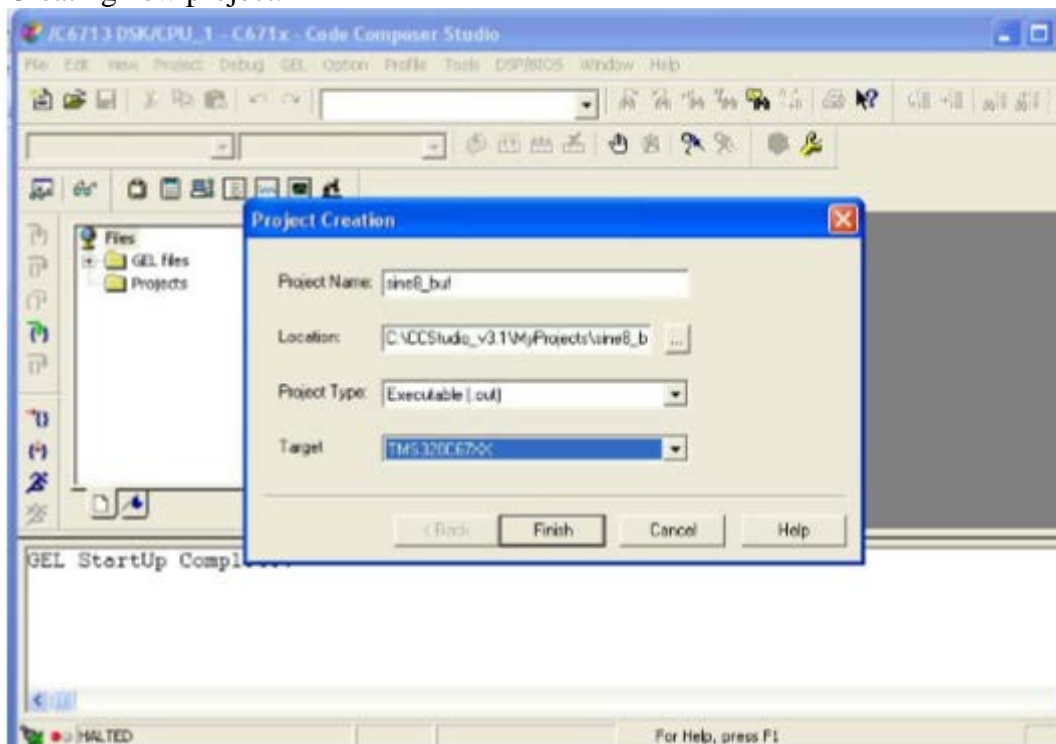 /C6713 DSK/CPU_1 - C671x - Code Composer Studio
File Edit View Project Debug GEL Option Profile Tools DSP/BIOS Window Help
Files
GEL files
Projects
Project Creation
Project Name: sine8_buf
Location: C:\CCStudio_v3.1\MyProjects\sine8_b ...
Project Type: Executable (.out)
Target TMS320C67XX
< Back Finish Cancel Help
GEL StartUp
HALTED
For Help, press F1